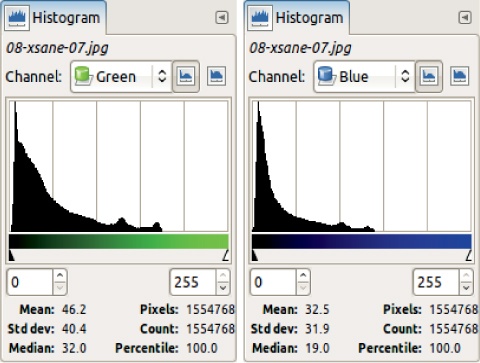 Histogram
08-xsane-07.jpg
Channel: Green
0 255
Mean: 46.2 Pixels: 1554768
Std dev: 40.4 Count: 1554768
Median: 32.0 Percentile: 100.0
Histogram
08-xsane-07.jpg
Channel: Blue
0 255
Mean: 32.5 Pixels: 1554768
Std dev: 31.9 Count: 1554768
Median: 19.0 Percentile: 100.0